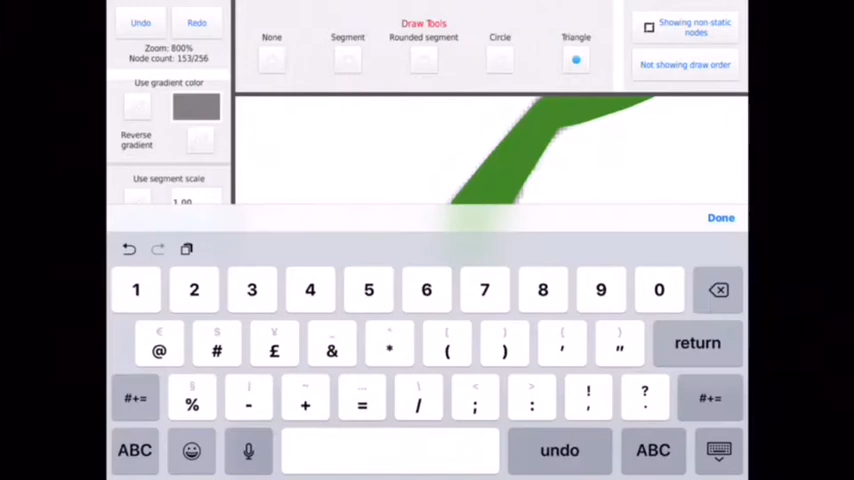 Undo Redo
Zoom: 800%
Node count: 153/256
Use gradient color
Reverse
gradient
Use segment scale
1.00
Draw Tools
None Segment Rounded segment Circle Triangle
Showing non-static
nodes
Not showing draw order
Done
1 2 3 4 5 6 7 8 9 0
€ $ ¥ _ ^ [ ] { }
@ # £ & * ( ) ' "
return
§ | ~ … \ < > ! ?
#+= % - + = / ; : , . #+=
ABC undo ABC